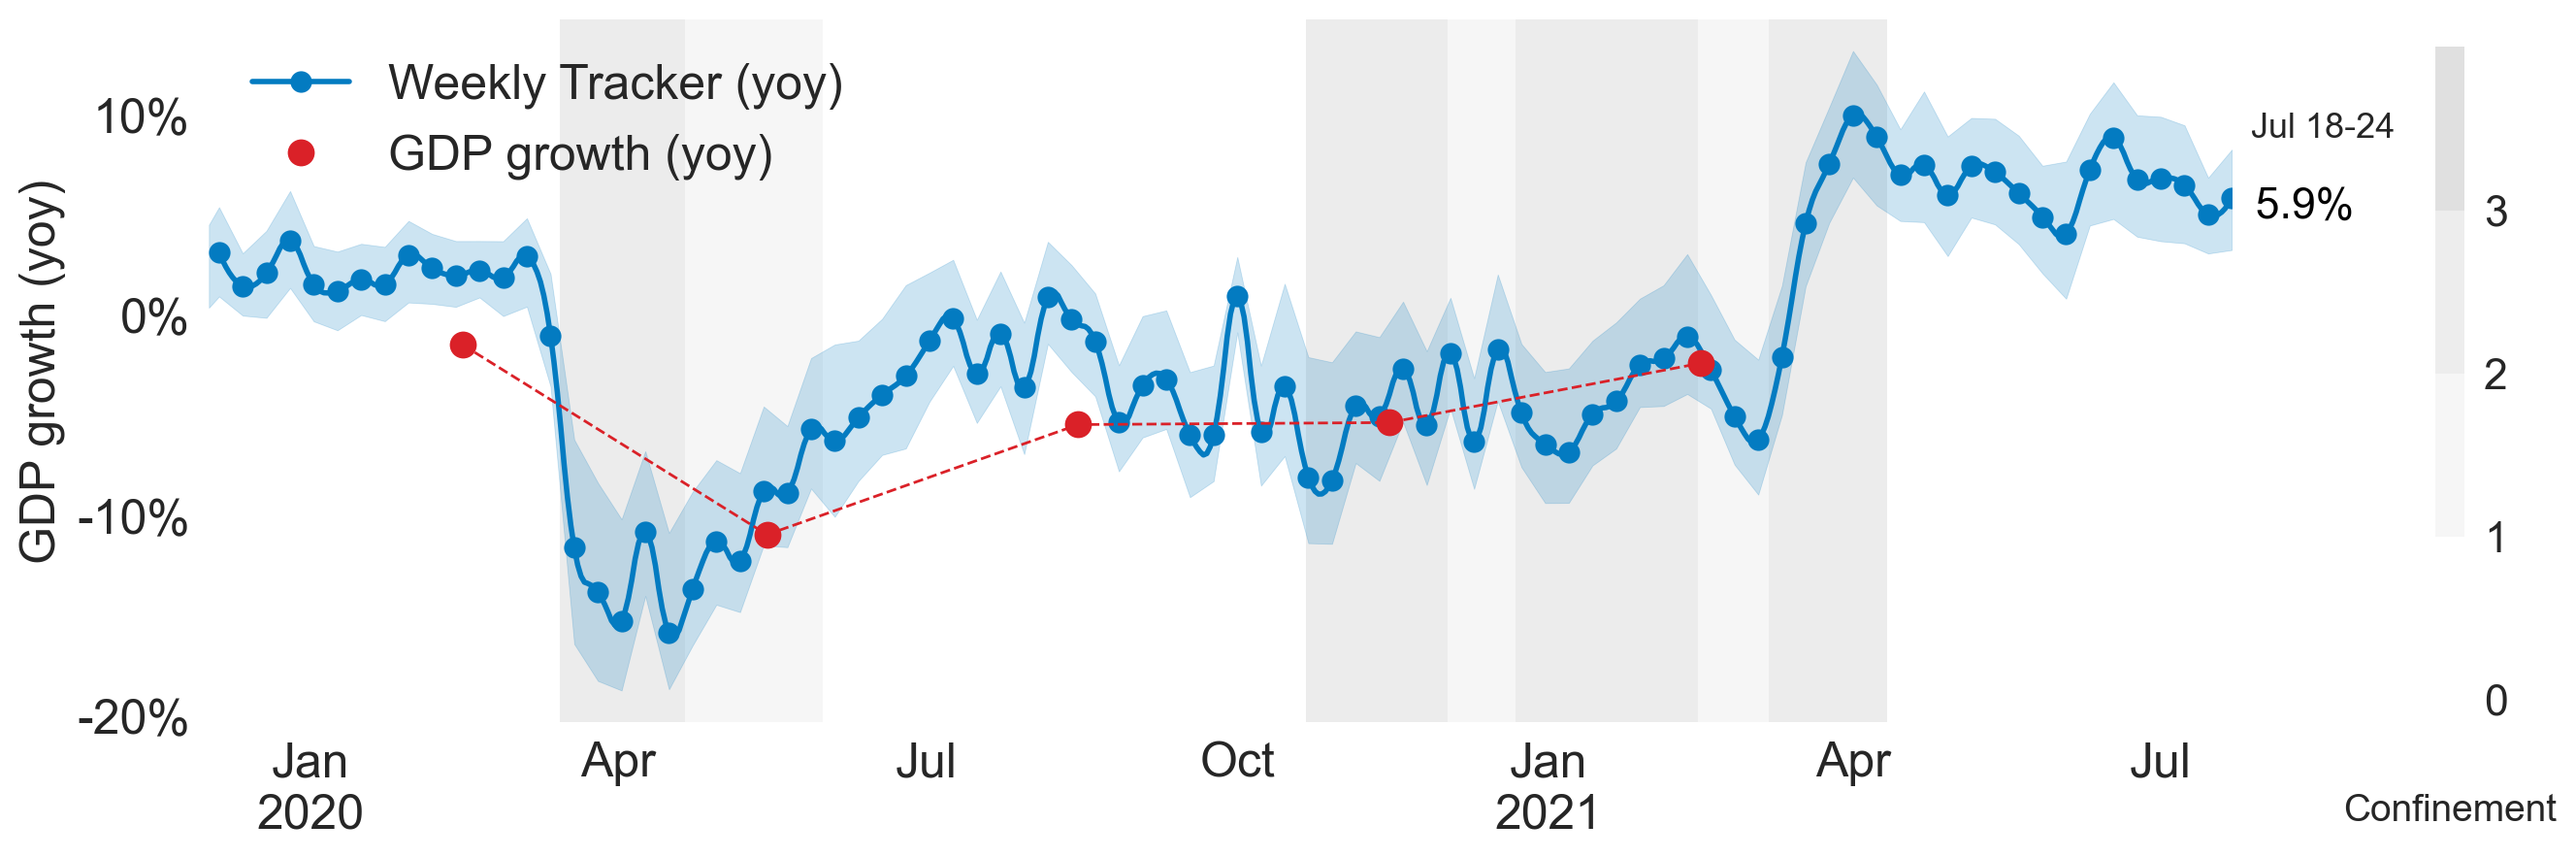 Weekly Tracker (yoy)
GDP growth (yoy)
GDP growth (yoy)
10%
0%
-10%
-20%
Jan
2020
Apr
Jul
Oct
Jan
2021
Apr
Jul
Jul 18-24
5.9%
3
2
1
0
Confinement